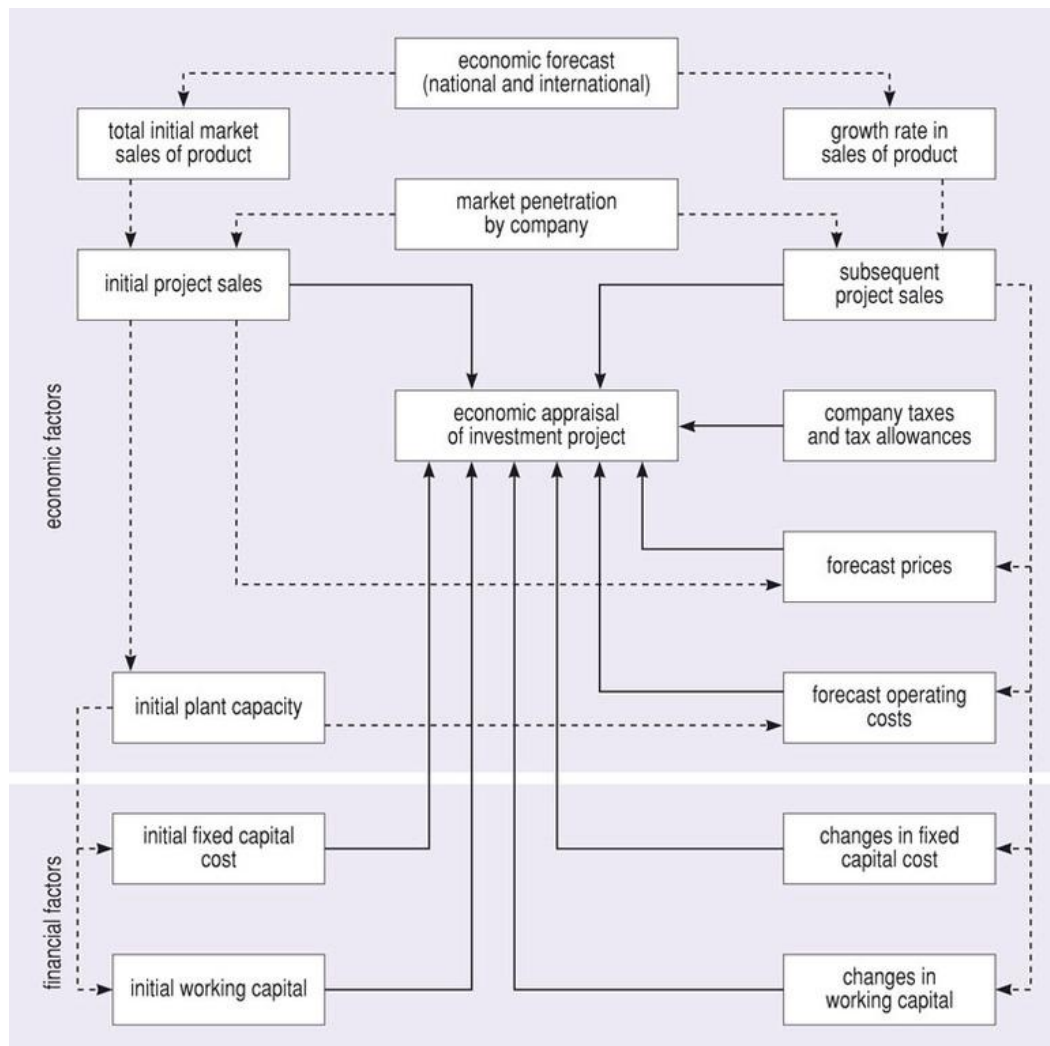 economic forecast
(national and international)
total initial market
sales of product
growth rate in
sales of product
market penetration
by company
initial project sales
subsequent
project sales
economic appraisal
of investment project
company taxes
and tax allowances
economic factors
forecast prices
initial plant capacity
forecast operating
costs
initial fixed capital
cost
changes in fixed
capital cost
financial factors
initial working capital
changes in
working capital